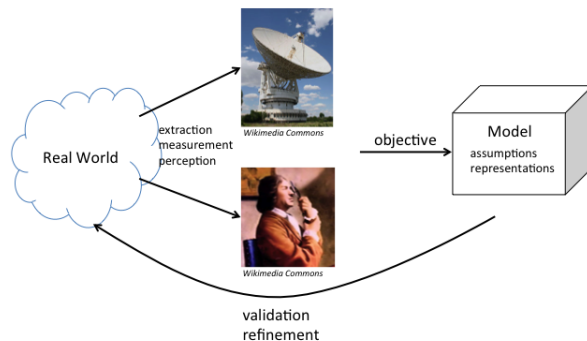 Real World
extraction
measurement
perception
Wikimedia Commons
Wikimedia Commons
objective
Model
assumptions
representations
validation
refinement